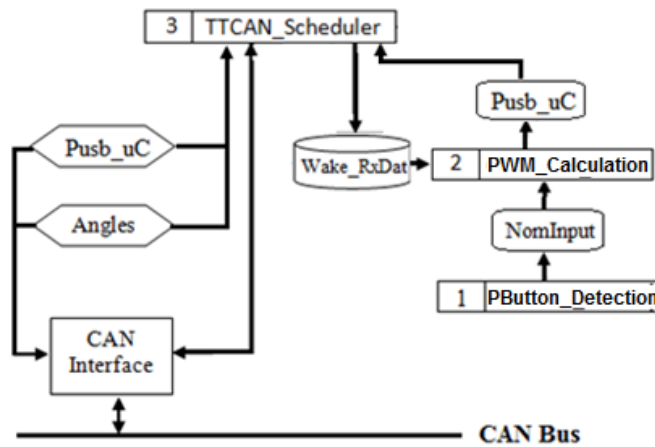 3 TTCAN_Scheduler
Pusb_uC
Pusb_uC
Wake_RxDat
2 PWM_Calculation
Angles
NomInput
1 PButton_Detection
CAN
Interface
CAN Bus